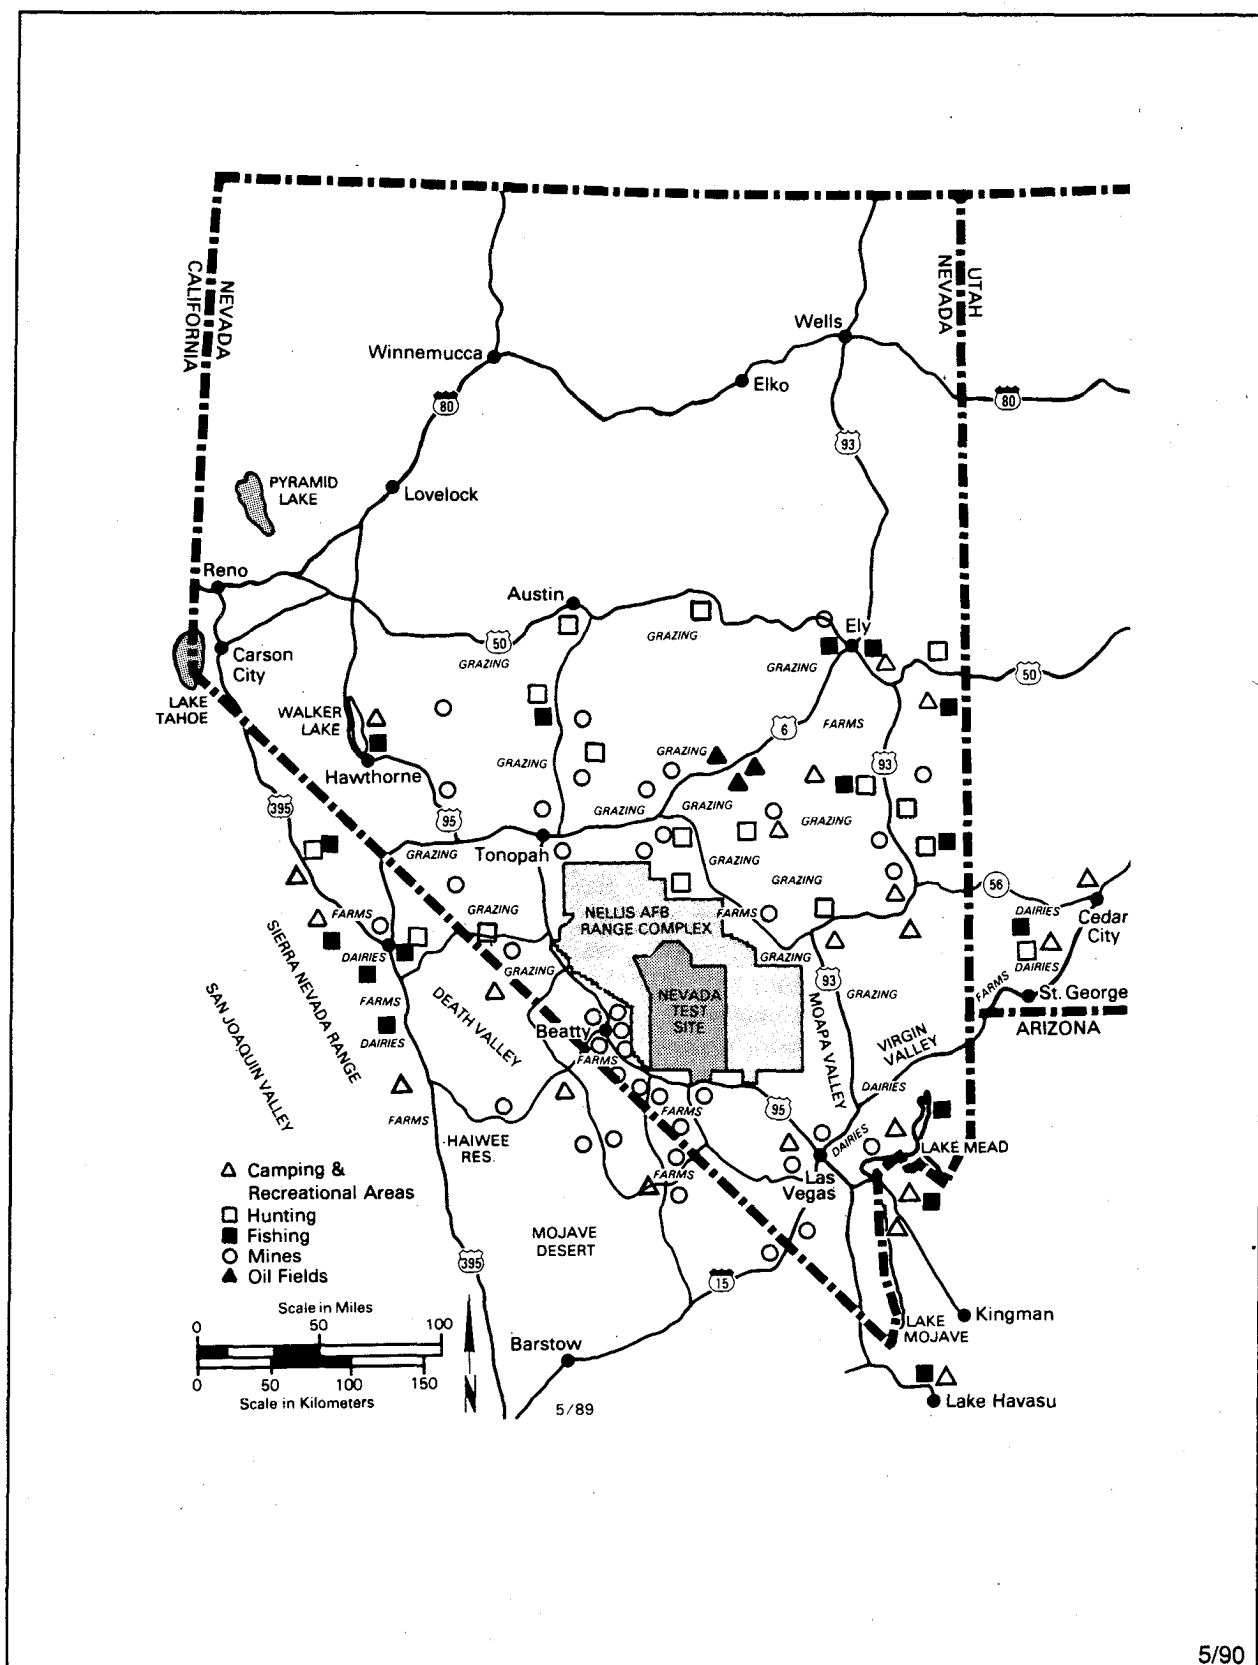 NEVADA
CALIFORNIA
UTAH
NEVADA
Wells
Winnemucca
Elko
80
80
93
PYRAMID
LAKE
Lovelock
Reno
Austin
GRAZING
Ely
50
Carson
City
GRAZING
GRAZING
50
LAKE
TAHOE
WALKER
LAKE
6
FARMS
GRAZING
GRAZING
93
Hawthorne
395
95
GRAZING
GRAZING
GRAZING
Tonopah
GRAZING
GRAZING
GRAZING
56
NELLIS AFB
RANGE COMPLEX
GRAZING
FARMS
FARMS
DAIRIES
Cedar
City
DAIRIES
GRAZING
DAIRIES
SIERRA NEVADA RANGE
GRAZING
93
SAN JOAQUIN VALLEY
DEATH VALLEY
NEVADA
TEST
SITE
MOAPA VALLEY
GRAZING
FARMS
St. George
FARMS
ARIZONA
Beatty
VIRGIN
VALLEY
DAIRIES
FARMS
DAIRIES
FARMS
FARMS
95
HAIWEE
RES.
DAIRIES
LAKE MEAD
Las
Vegas
FARMS
Camping &
Recreational Areas
Hunting
Fishing
Mines
Oil Fields
MOJAVE
DESERT
395
15
Scale in Miles
0 50 100
0 50 100 150
Scale in Kilometers
LAKE
MOJAVE
Kingman
Barstow
N
5/89
Lake Havasu
5/90